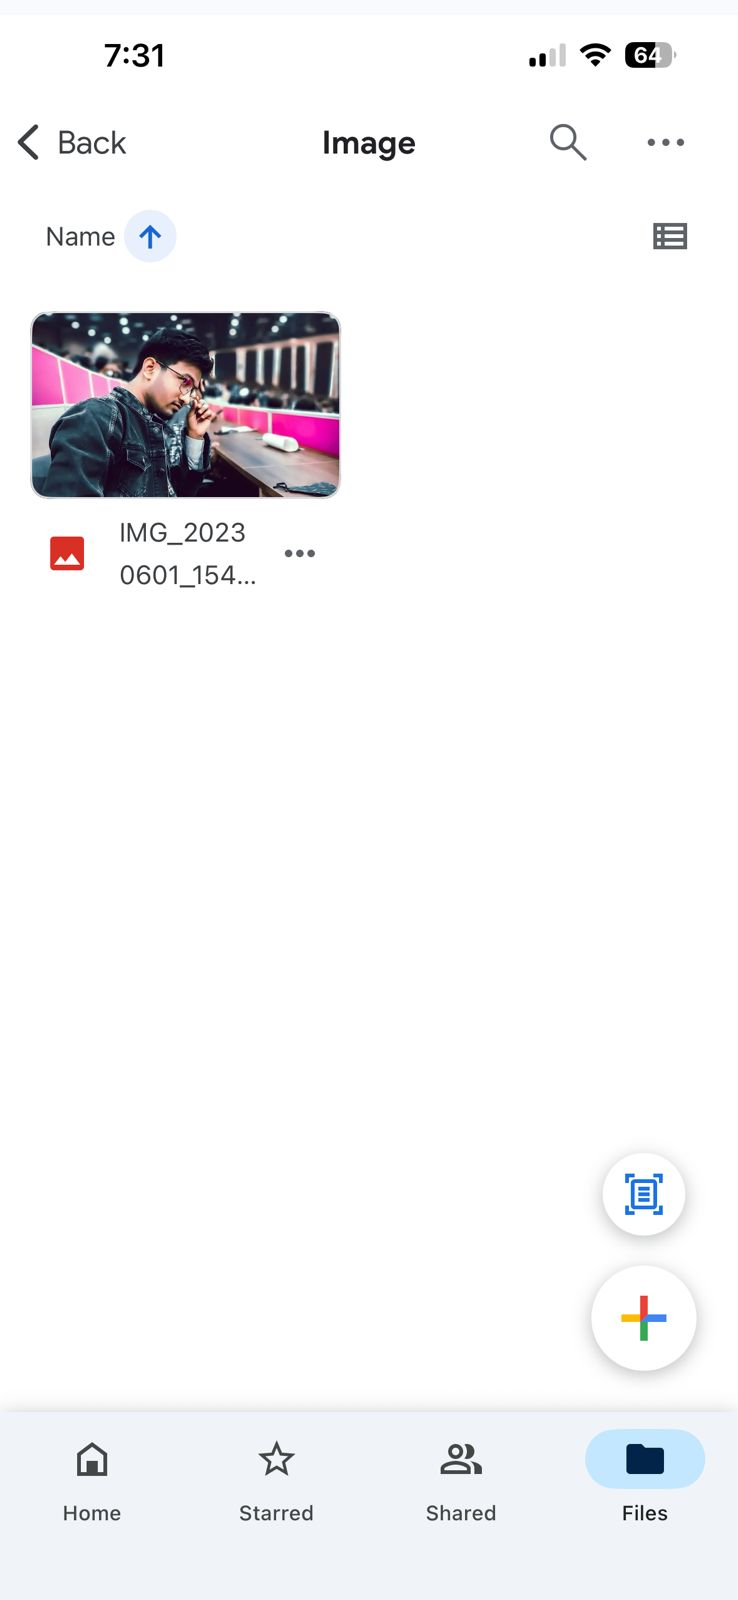 7:31
64
Back
Image
Name
IMG_2023
0601_154...
Home
Starred
Shared
Files